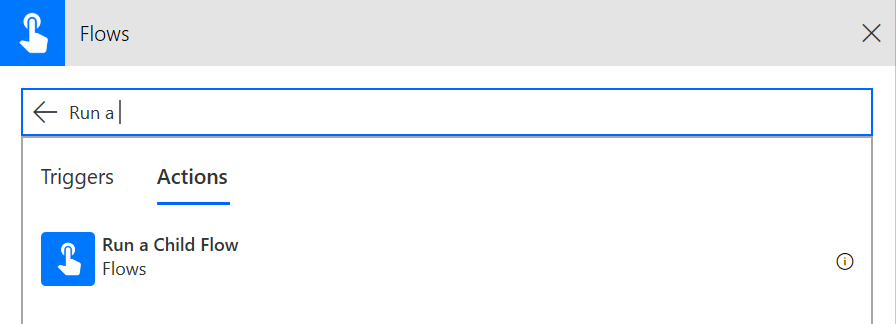 Flows
Run a
Triggers Actions
Run a Child Flow
Flows